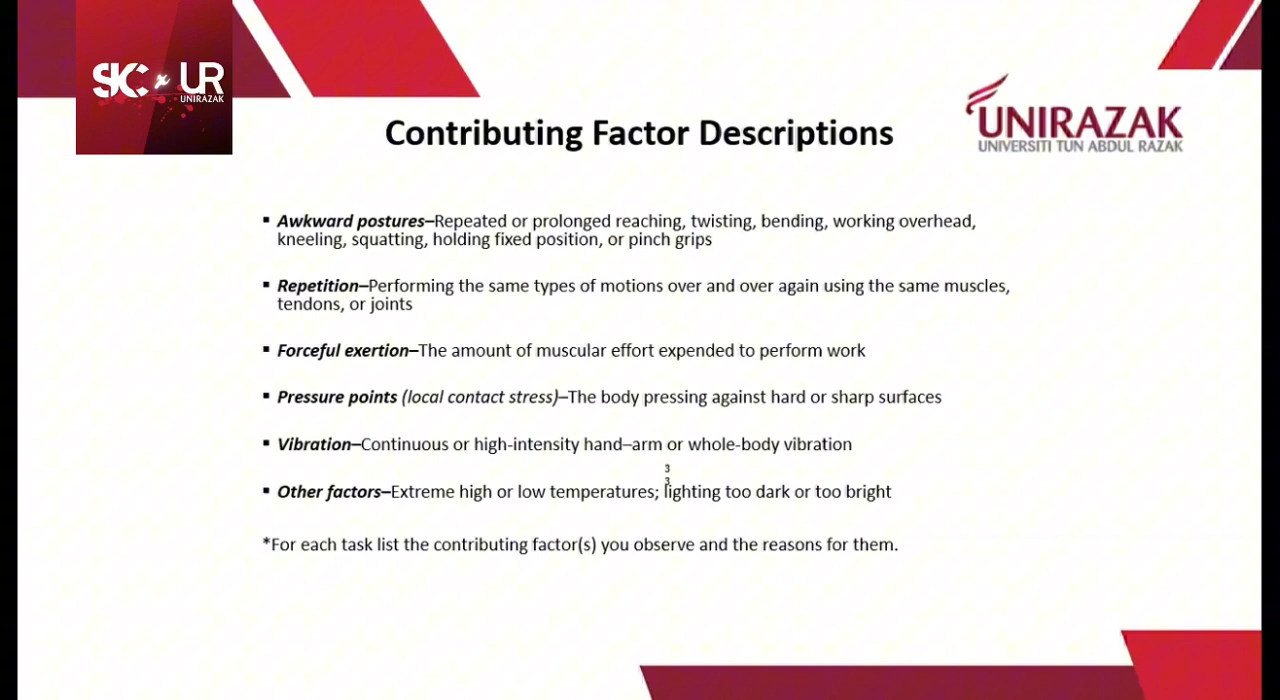 SIC x UR
UNIRAZAK
UNIRAZAK
UNIVERSITI TUN ABDUL RAZAK
Contributing Factor Descriptions
▪ Awkward postures–Repeated or prolonged reaching, twisting, bending, working overhead,
kneeling, squatting, holding fixed position, or pinch grips
▪ Repetition–Performing the same types of motions over and over again using the same muscles,
tendons, or joints
▪ Forceful exertion–The amount of muscular effort expended to perform work
▪ Pressure points (local contact stress)–The body pressing against hard or sharp surfaces
▪ Vibration–Continuous or high-intensity hand–arm or whole-body vibration
3
3
▪ Other factors–Extreme high or low temperatures; lighting too dark or too bright
*For each task list the contributing factor(s) you observe and the reasons for them.